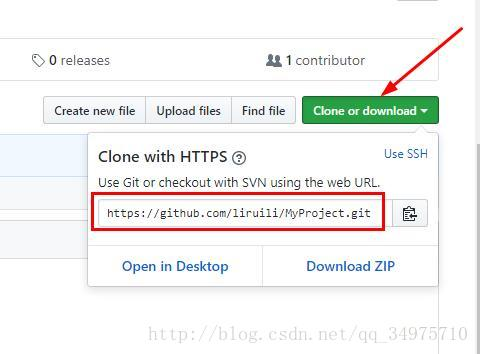 0 releases
1 contributor
Create new file
Upload files
Find file
Clone or download
Clone with HTTPS ?
Use SSH
Use Git or checkout with SVN using the web URL.
https://github.com/liruili/MyProject.git
Open in Desktop
Download ZIP
http://blog.csdn.net/qq_34975710